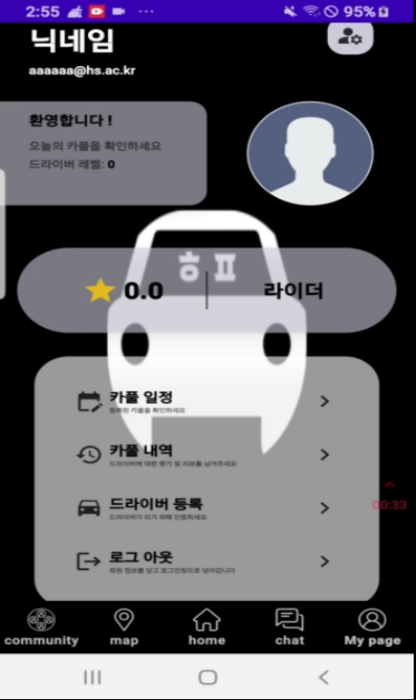 2:55
95%
닉네임
aaaaaa@hs.ac.kr
환영합니다 !
오늘의 카풀을 확인하세요
드라이버 레벨: 0
ㅎㅍ
0.0
라이더
카풀 일정
등록된 카풀을 확인하세요
카풀 내역
드라이버에 대한 평가 및 리뷰를 남겨주세요
드라이버 등록
드라이버가 되기 위해 인증하세요
00:33
로그 아웃
회원 정보를 닫고 로그인창으로 넘어갑니다
community
map
home
chat
My page